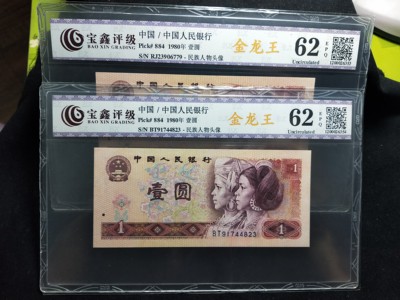 宝鑫评级
BAO XIN GRADING
中国 / 中国人民银行
Pick# 884 1980年 壹圆
S/N RJ23906770 - 民族人物头像
金龙王
62
EPQ
Uncirculated
宝鑫评级
BAO XIN GRADING
中国 / 中国人民银行
Pick# 884 1980年 壹圆
S/N BT91744823 - 民族人物头像
金龙王
62
EPQ
Uncirculated
中国人民银行
壹圆
1
BT91744823
1